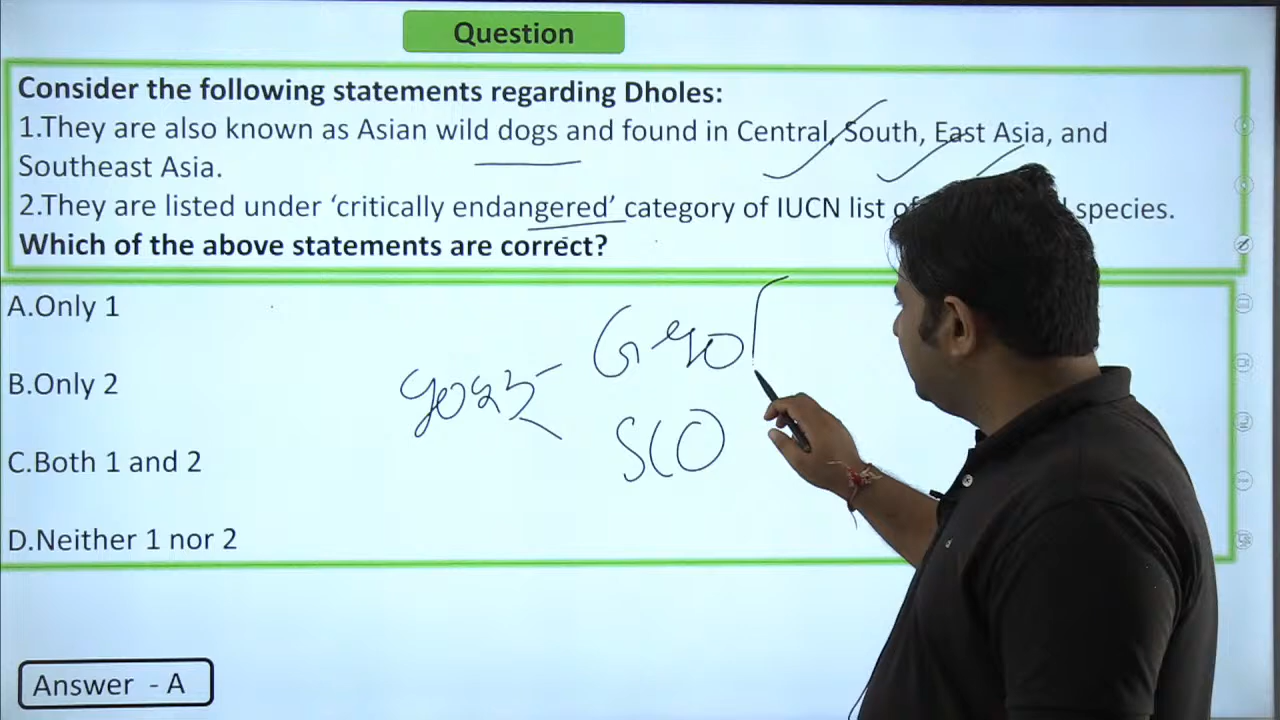 Question
Consider the following statements regarding Dholes:
1.They are also known as Asian wild dogs and found in Central, South, East Asia, and
Southeast Asia.
2.They are listed under ‘critically endangered’ category of IUCN list of species.
Which of the above statements are correct?
A.Only 1
B.Only 2
C.Both 1 and 2
D.Neither 1 nor 2
2023
G-20
SCO
Answer - A